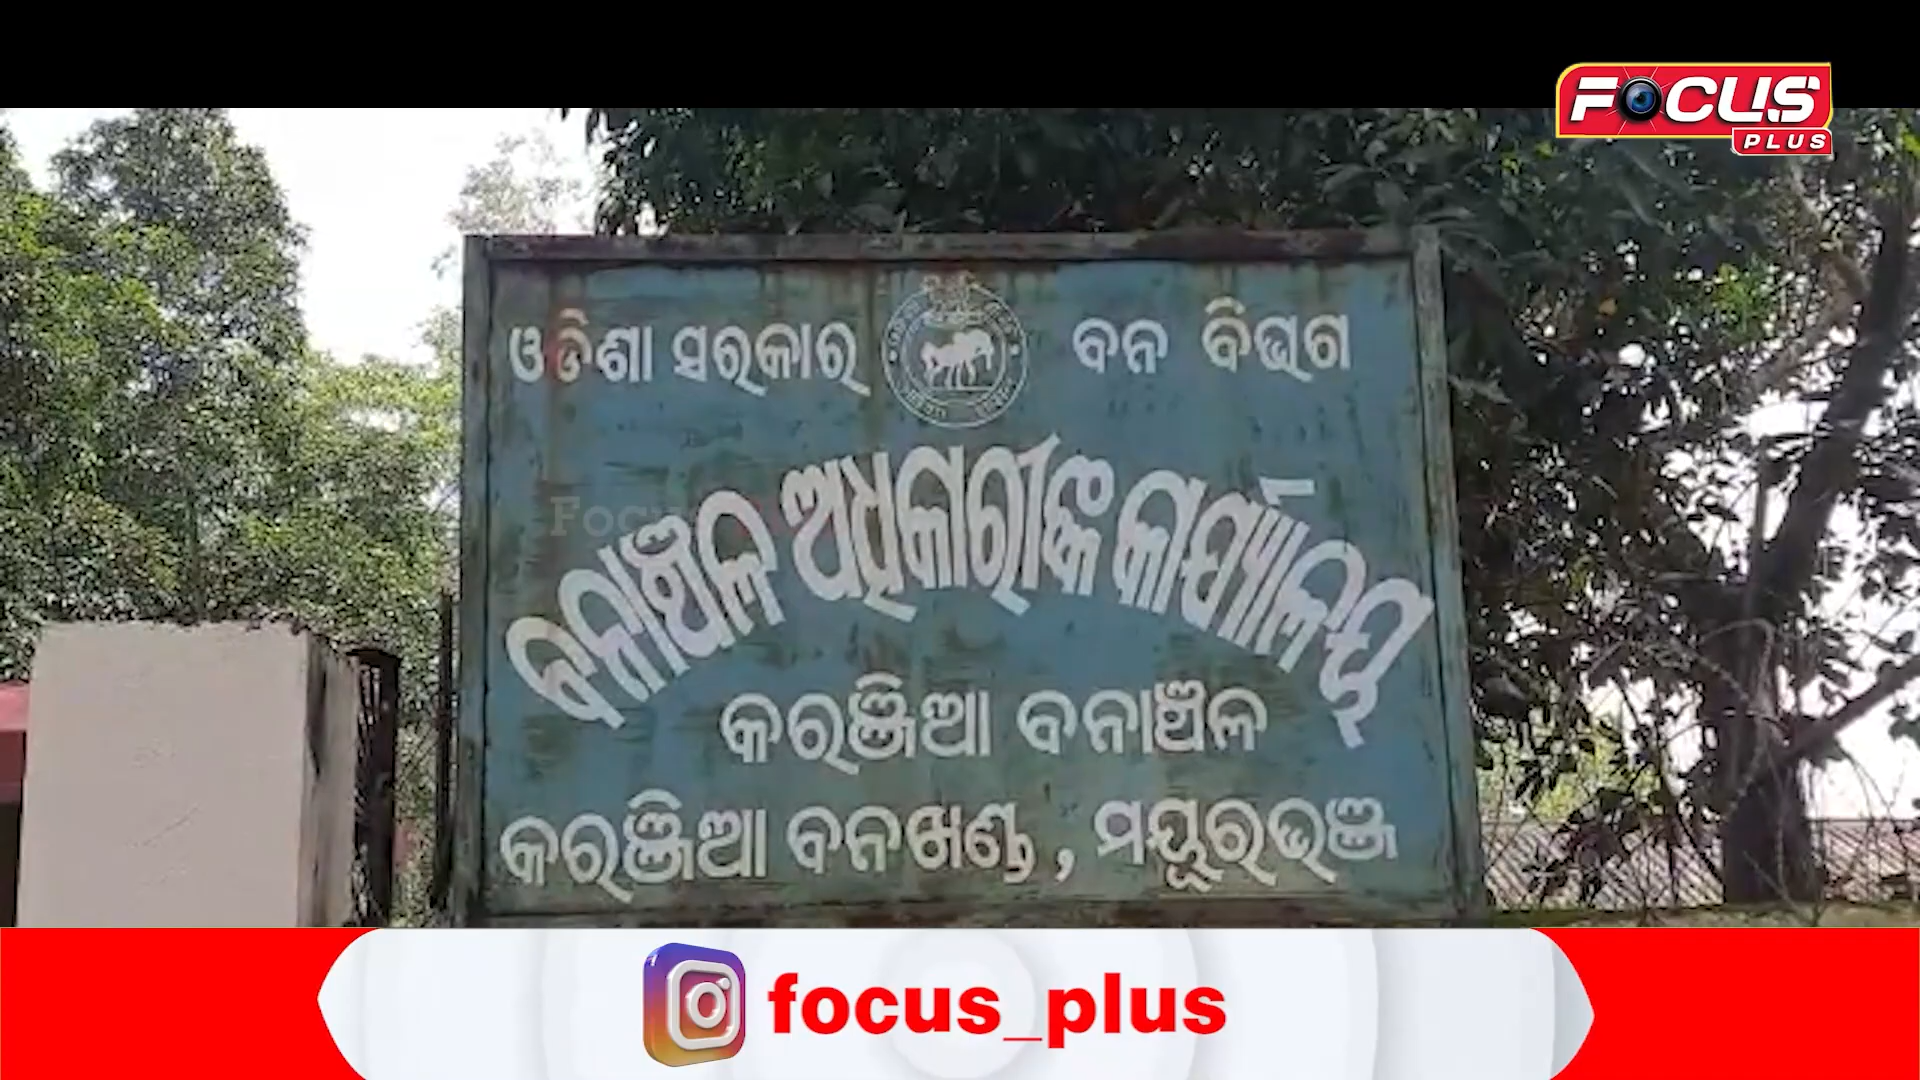 FOCUS
PLUS
ଓଡିଶା ସରକାର ବନ ବିଭାଗ
ବନାଞ୍ଚଳ ଅଧିକାରୀଙ୍କ କାର୍ଯ୍ୟାଳୟ
କରଞ୍ଜିଆ ବନାଞ୍ଚଳ
କରଞ୍ଜିଆ ବନଖଣ୍ଡ , ମୟୂରଭଞ୍ଜ
focus_plus